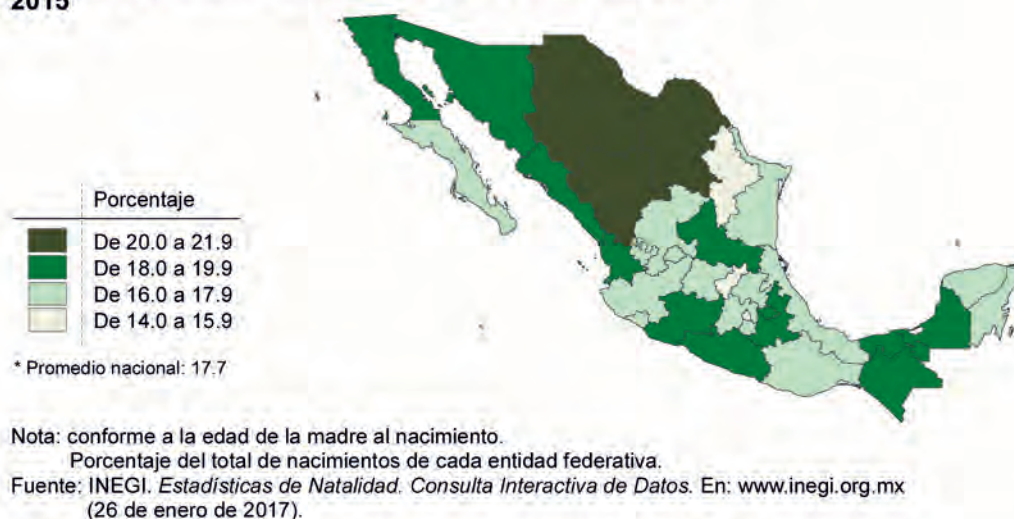 2015
Porcentaje
De 20.0 a 21.9
De 18.0 a 19.9
De 16.0 a 17.9
De 14.0 a 15.9
* Promedio nacional: 17.7
Nota: conforme a la edad de la madre al nacimiento.
Porcentaje del total de nacimientos de cada entidad federativa.
Fuente: INEGI. Estadísticas de Natalidad. Consulta Interactiva de Datos. En: www.inegi.org.mx
(26 de enero de 2017).